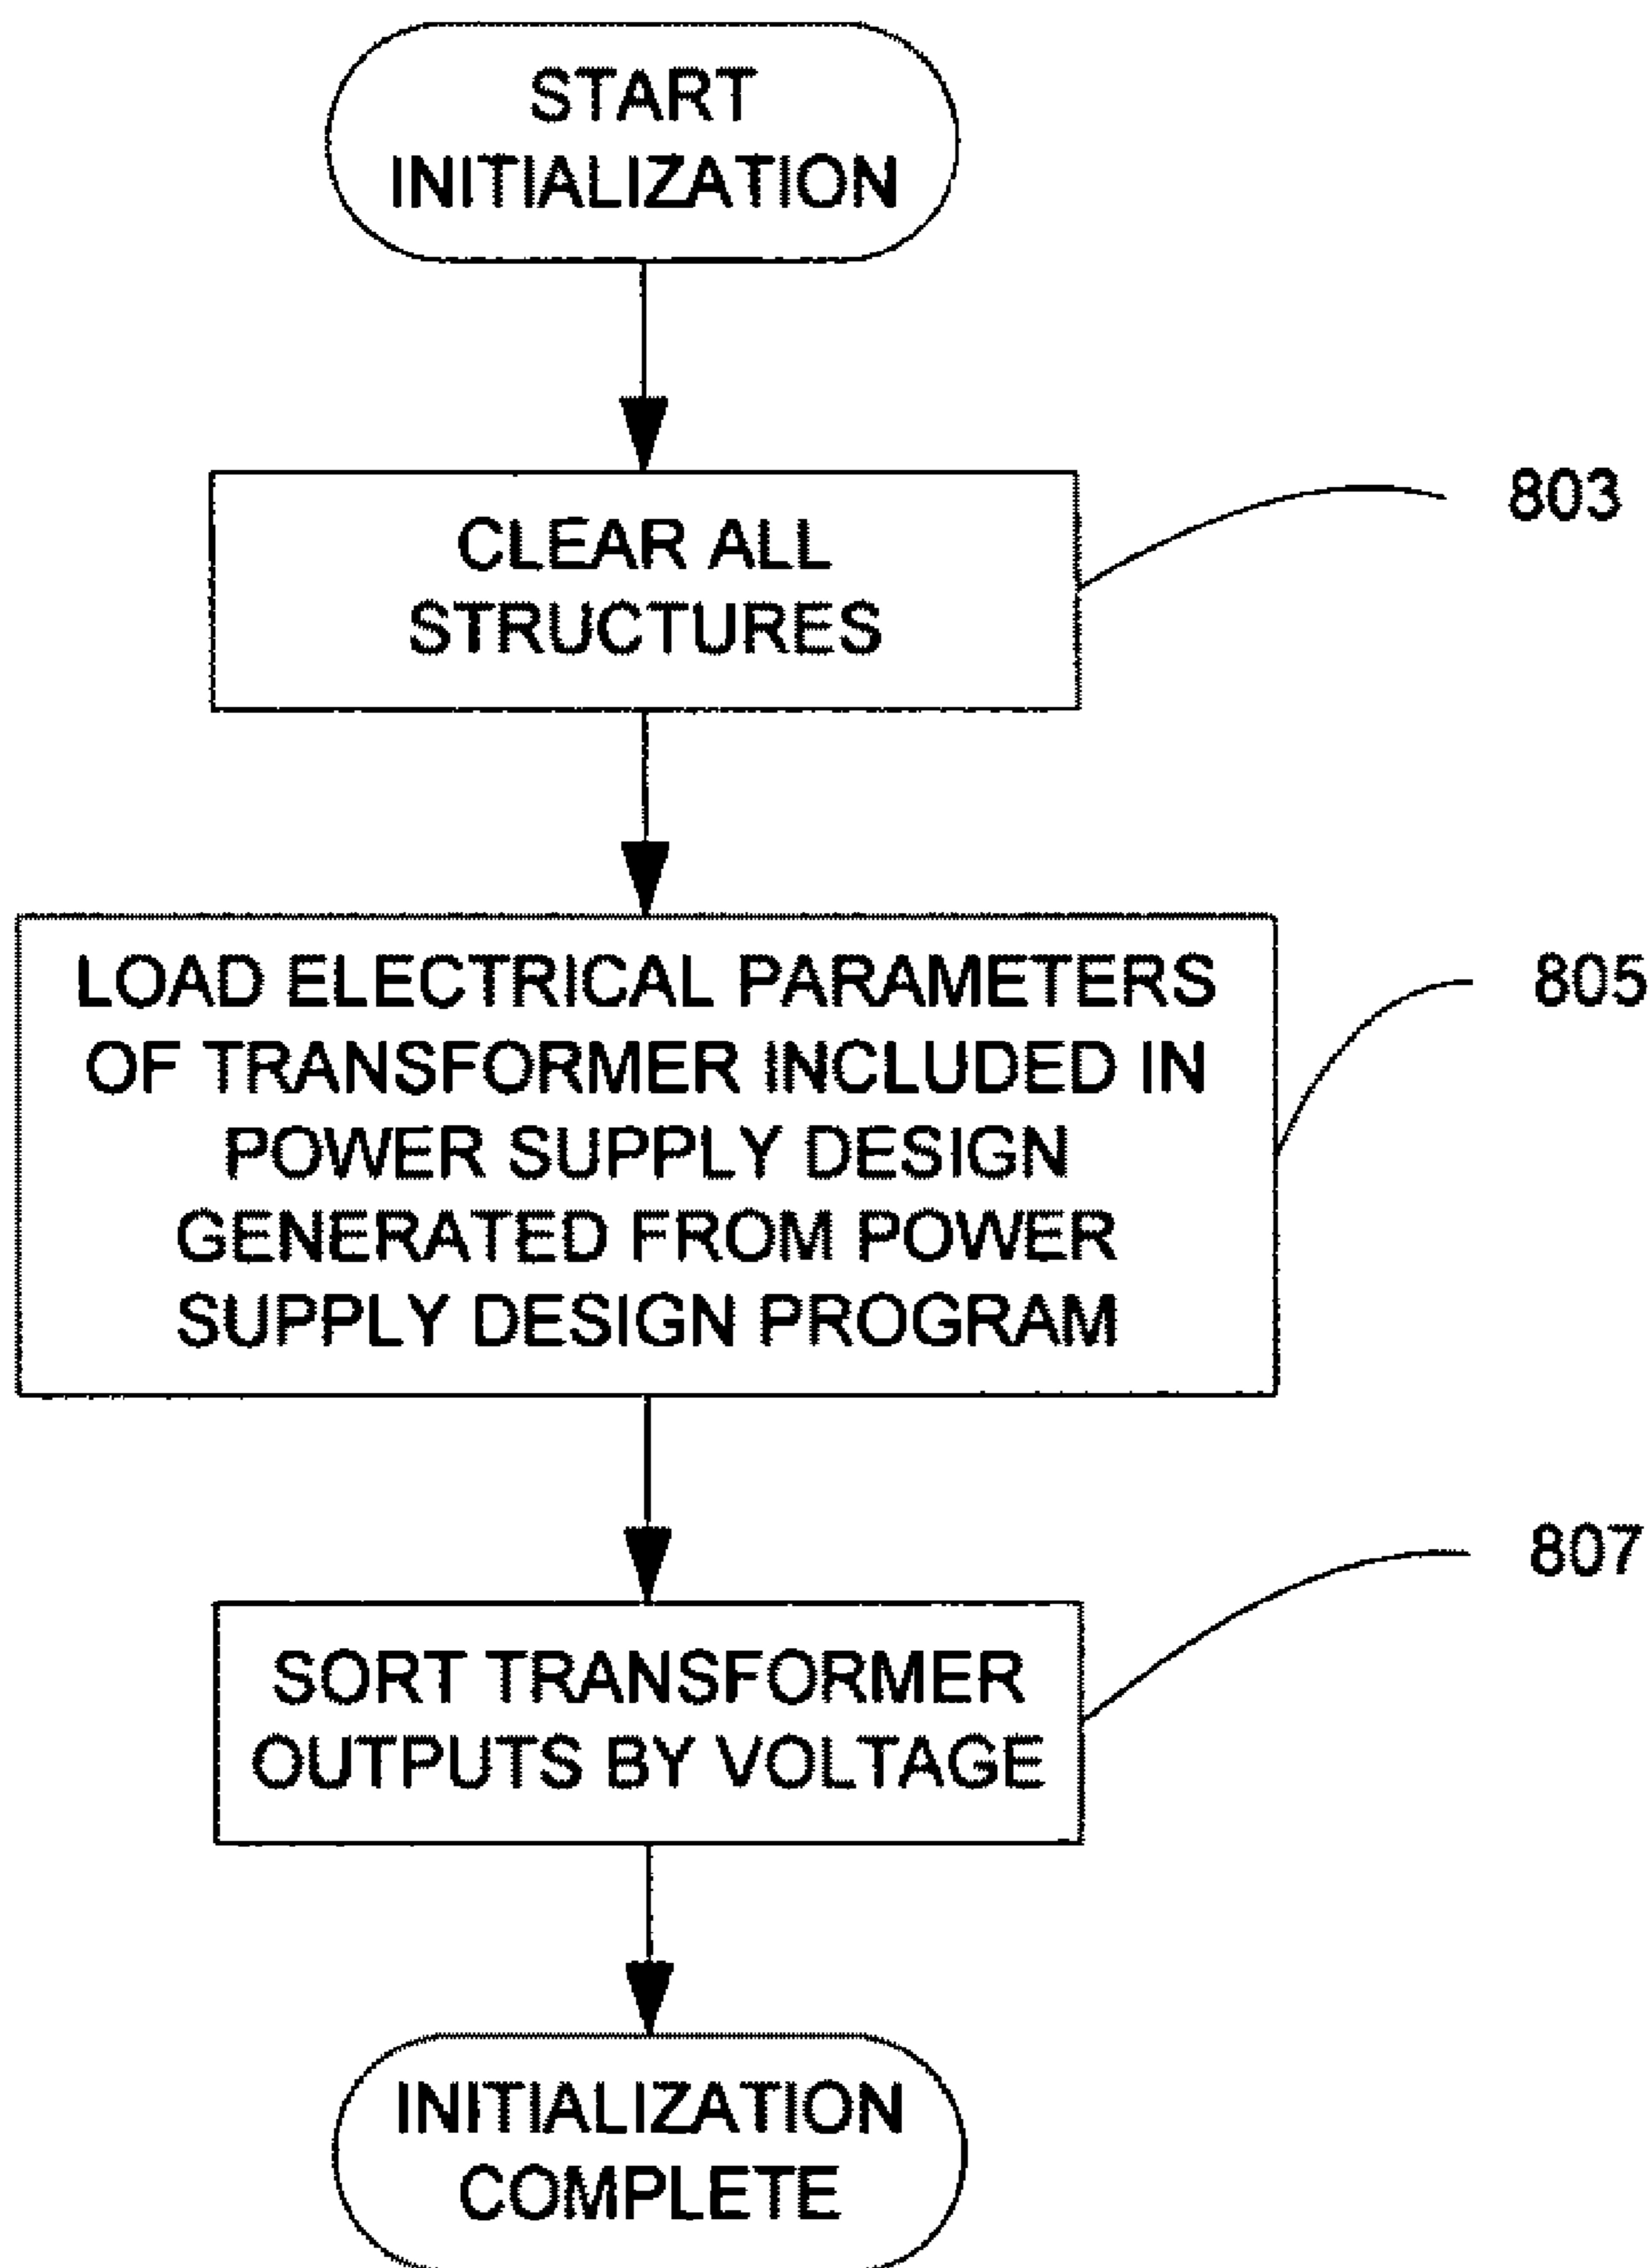 START
INITIALIZATION
803
CLEAR ALL
STRUCTURES
805
LOAD ELECTRICAL PARAMETERS
OF TRANSFORMER INCLUDED IN
POWER SUPPLY DESIGN
GENERATED FROM POWER
SUPPLY DESIGN PROGRAM
807
SORT TRANSFORMER
OUTPUTS BY VOLTAGE
INITIALIZATION
COMPLETE